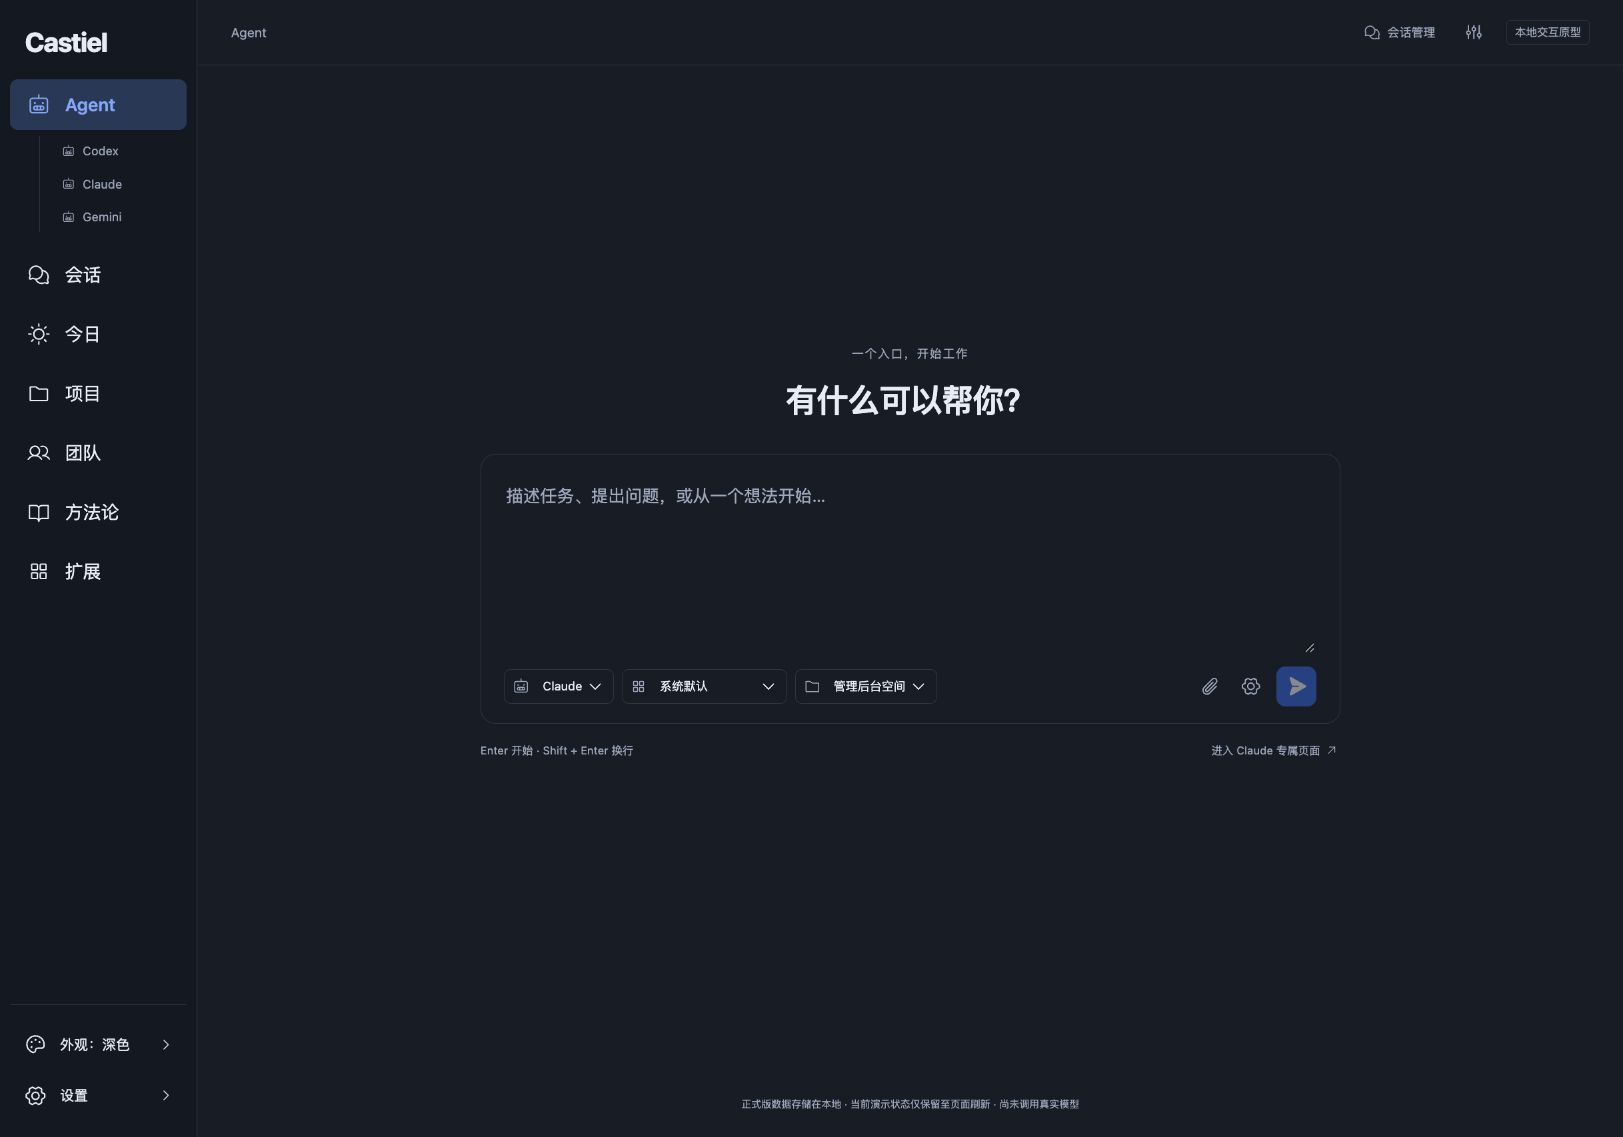 Castiel
Agent
Codex
Claude
Gemini
会话
今日
项目
团队
方法论
扩展
外观：深色
设置
Agent
会话管理
本地交互原型
一个入口，开始工作
有什么可以帮你？
描述任务、提出问题，或从一个想法开始...
Claude
系统默认
管理后台空间
Enter 开始 · Shift + Enter 换行
进入 Claude 专属页面
正式版数据存储在本地 · 当前演示状态仅保留至页面刷新 · 尚未调用真实模型